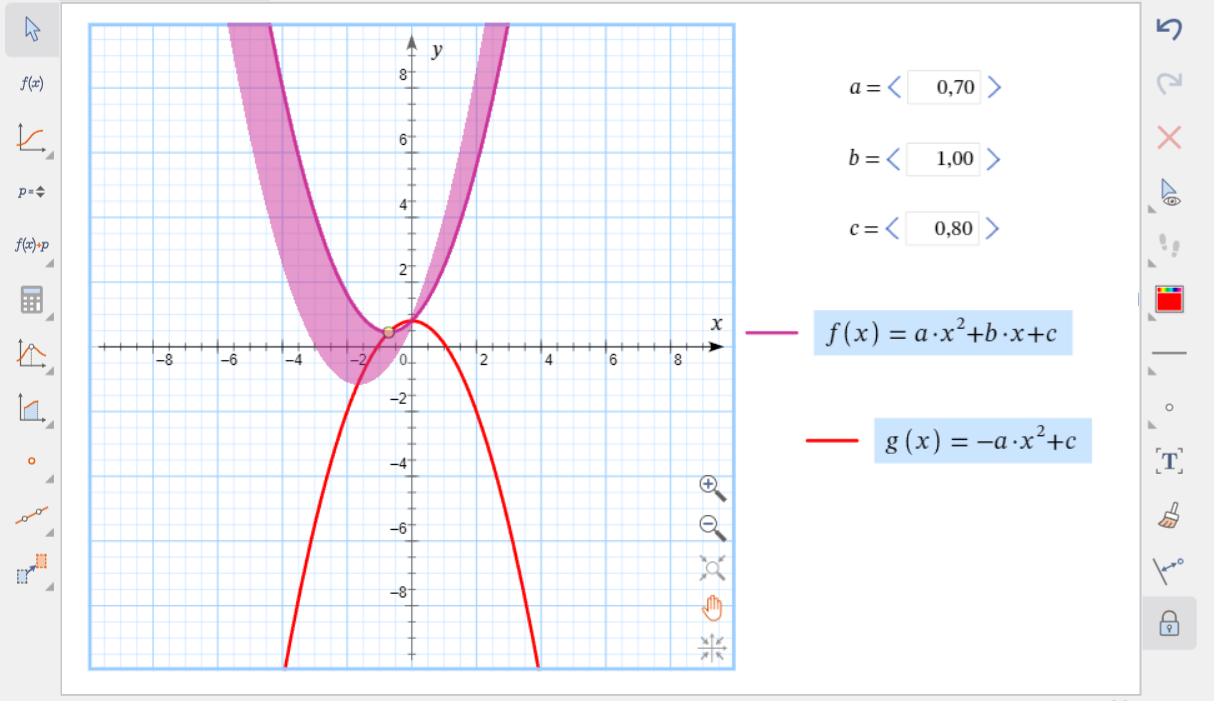 f(x)
p=
f(x)+p
y
8
6
4
2
x
−8 −6 −4 −2 0 2 4 6 8
−2
−4
−6
−8
a = < 0,70 >
b = < 1,00 >
c = < 0,80 >
f(x) = a·x²+b·x+c
g(x) = −a·x²+c
T